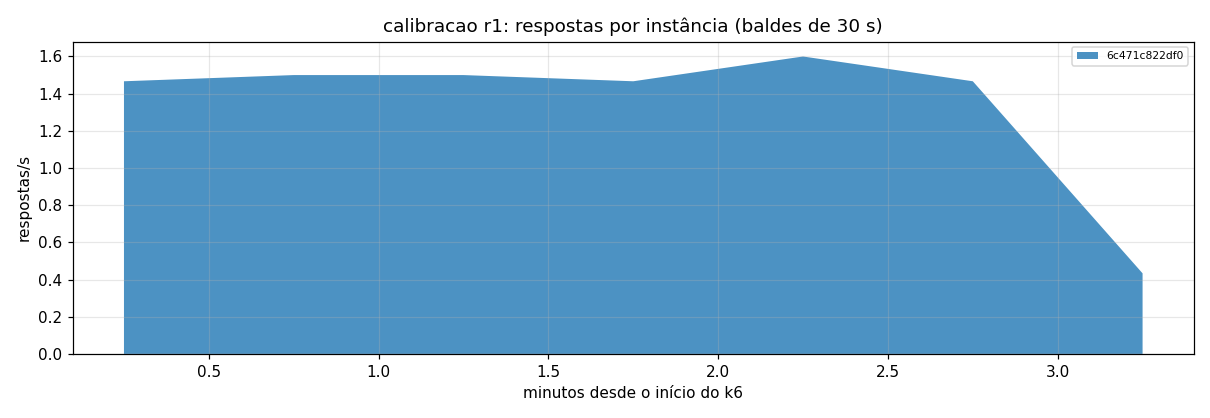 calibracao r1: respostas por instância (baldes de 30 s)
6c471c822df0
respostas/s
1.6
1.4
1.2
1.0
0.8
0.6
0.4
0.2
0.0
0.5 1.0 1.5 2.0 2.5 3.0
minutos desde o início do k6